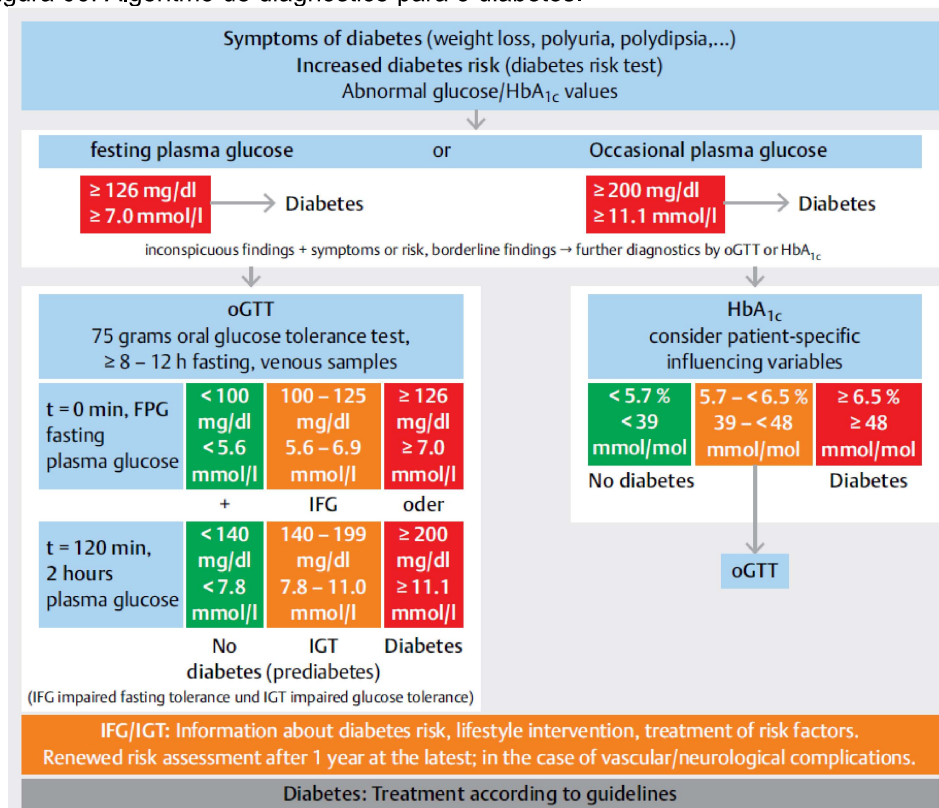 Algoritmo de diagnóstico para o diabetes.
Symptoms of diabetes (weight loss, polyuria, polydipsia,...)
Increased diabetes risk (diabetes risk test)
Abnormal glucose/HbA1c values
festing plasma glucose or Occasional plasma glucose
≥ 126 mg/dl
≥ 7.0 mmol/l
Diabetes
≥ 200 mg/dl
≥ 11.1 mmol/l
Diabetes
inconspicuous findings + symptoms or risk, borderline findings → further diagnostics by oGTT or HbA1c
oGTT
75 grams oral glucose tolerance test,
≥ 8 – 12 h fasting, venous samples
t = 0 min, FPG
fasting
plasma glucose
< 100
mg/dl
< 5.6
mmol/l
100 – 125
mg/dl
5.6 – 6.9
mmol/l
≥ 126
mg/dl
≥ 7.0
mmol/l
+ IFG oder
t = 120 min,
2 hours
plasma glucose
< 140
mg/dl
< 7.8
mmol/l
140 – 199
mg/dl
7.8 – 11.0
mmol/l
≥ 200
mg/dl
≥ 11.1
mmol/l
No IGT Diabetes
diabetes (prediabetes)
(IFG impaired fasting tolerance und IGT impaired glucose tolerance)
HbA1c
consider patient-specific
influencing variables
< 5.7 %
< 39
mmol/mol
5.7 – < 6.5 %
39 – < 48
mmol/mol
≥ 6.5 %
≥ 48
mmol/mol
No diabetes Diabetes
oGTT
IFG/IGT: Information about diabetes risk, lifestyle intervention, treatment of risk factors.
Renewed risk assessment after 1 year at the latest; in the case of vascular/neurological complications.
Diabetes: Treatment according to guidelines